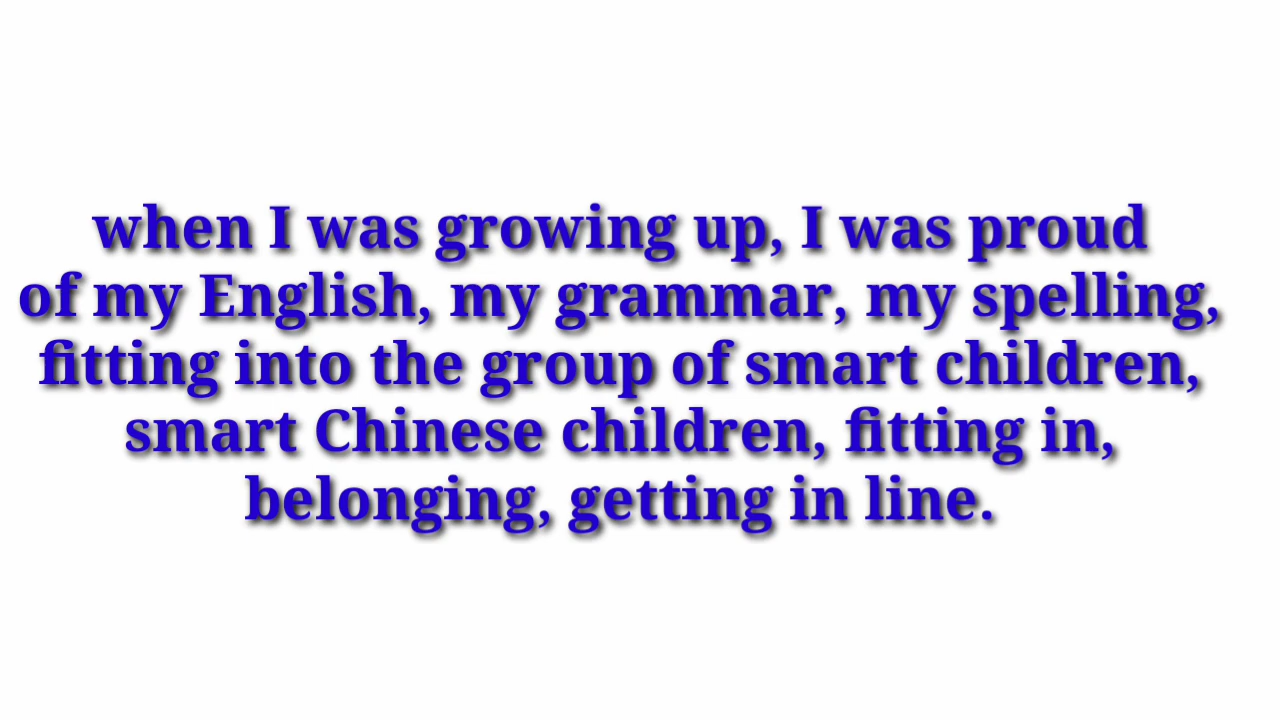 when I was growing up, I was proud
of my English, my grammar, my spelling,
fitting into the group of smart children,
smart Chinese children, fitting in,
belonging, getting in line.